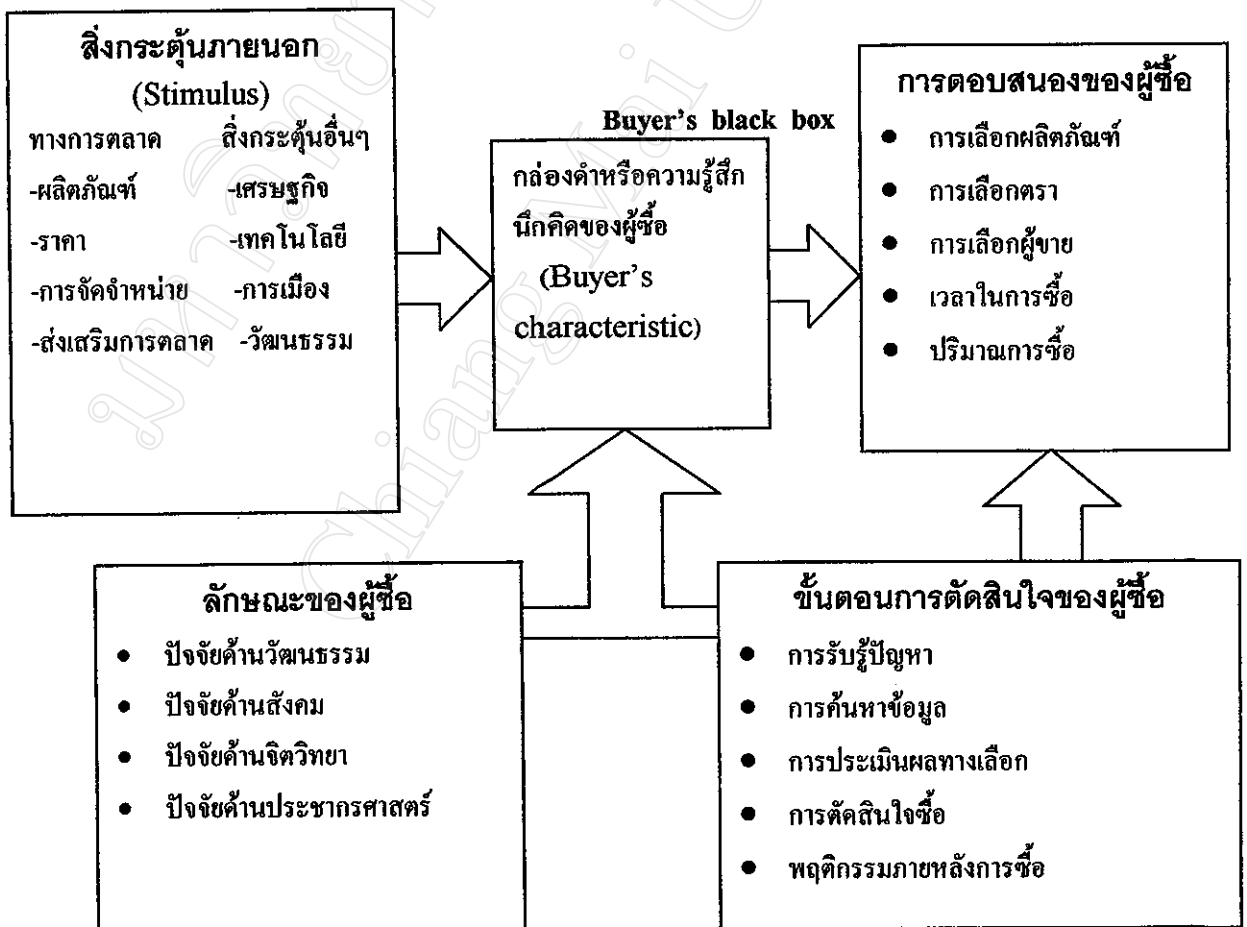 สิ่งกระตุ้นภายนอก
(Stimulus)
ทางการตลาด สิ่งกระตุ้นอื่นๆ
-ผลิตภัณฑ์ -เศรษฐกิจ
-ราคา -เทคโนโลยี
-การจัดจำหน่าย -การเมือง
-ส่งเสริมการตลาด -วัฒนธรรม
Buyer's black box
กล่องดำหรือความรู้สึก
นึกคิดของผู้ซื้อ
(Buyer's
characteristic)
การตอบสนองของผู้ซื้อ
● การเลือกผลิตภัณฑ์
● การเลือกตรา
● การเลือกผู้ขาย
● เวลาในการซื้อ
● ปริมาณการซื้อ
ลักษณะของผู้ซื้อ
● ปัจจัยด้านวัฒนธรรม
● ปัจจัยด้านสังคม
● ปัจจัยด้านจิตวิทยา
● ปัจจัยด้านประชากรศาสตร์
ขั้นตอนการตัดสินใจของผู้ซื้อ
● การรับรู้ปัญหา
● การค้นหาข้อมูล
● การประเมินผลทางเลือก
● การตัดสินใจซื้อ
● พฤติกรรมภายหลังการซื้อ
Chiang Mai U